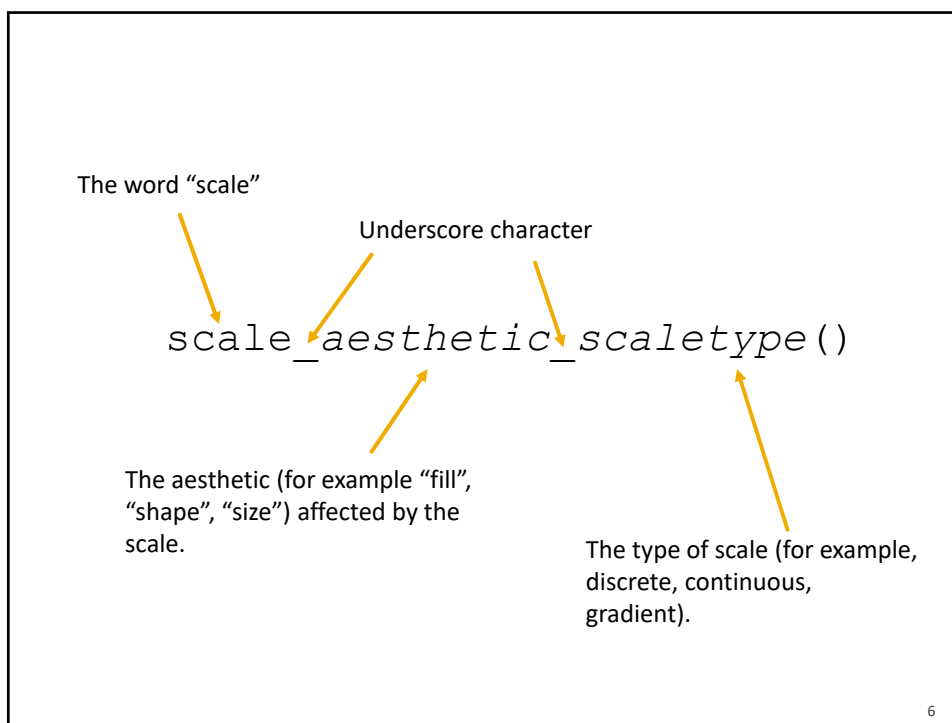 The word “scale”
Underscore character
scale_aesthetic_scaletype()
The aesthetic (for example “fill”,
“shape”, “size”) affected by the
scale.
The type of scale (for example,
discrete, continuous,
gradient).
6